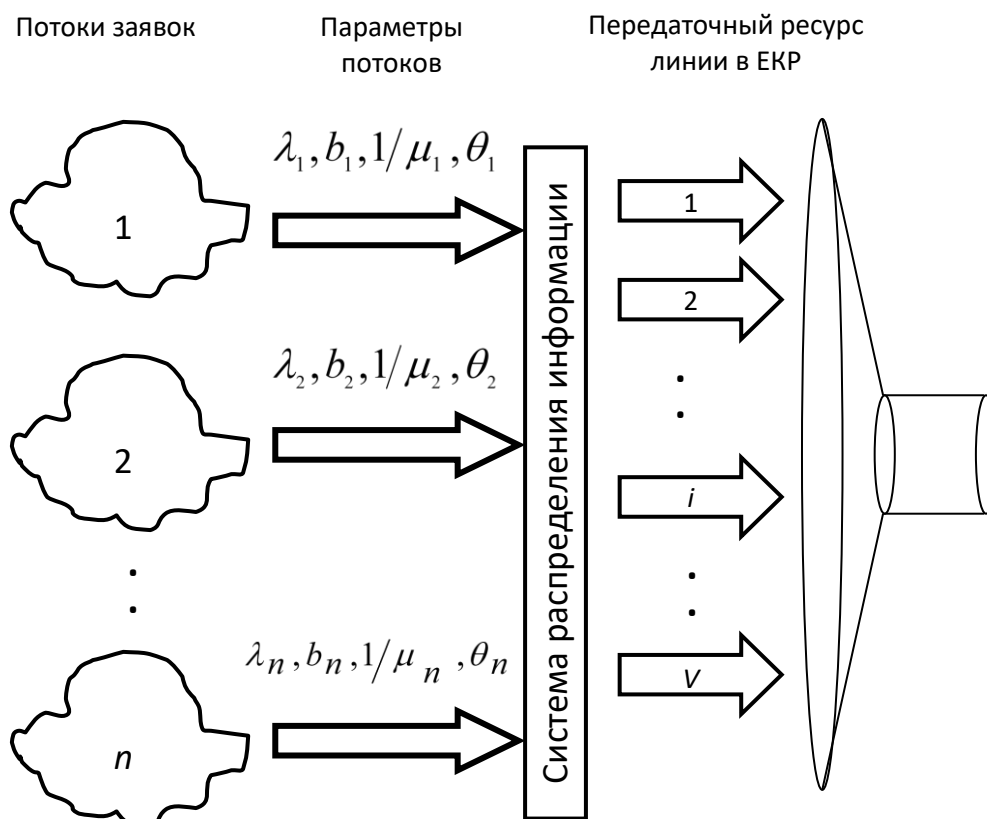 Потоки заявок
Параметры
потоков
Передаточный ресурс
линии в ЕКР
λ₁, b₁, 1/μ₁, θ₁
1
λ₂, b₂, 1/μ₂, θ₂
2
:
λₙ, bₙ, 1/μₙ, θₙ
n
Система распределения информации
1
2
:
i
:
V